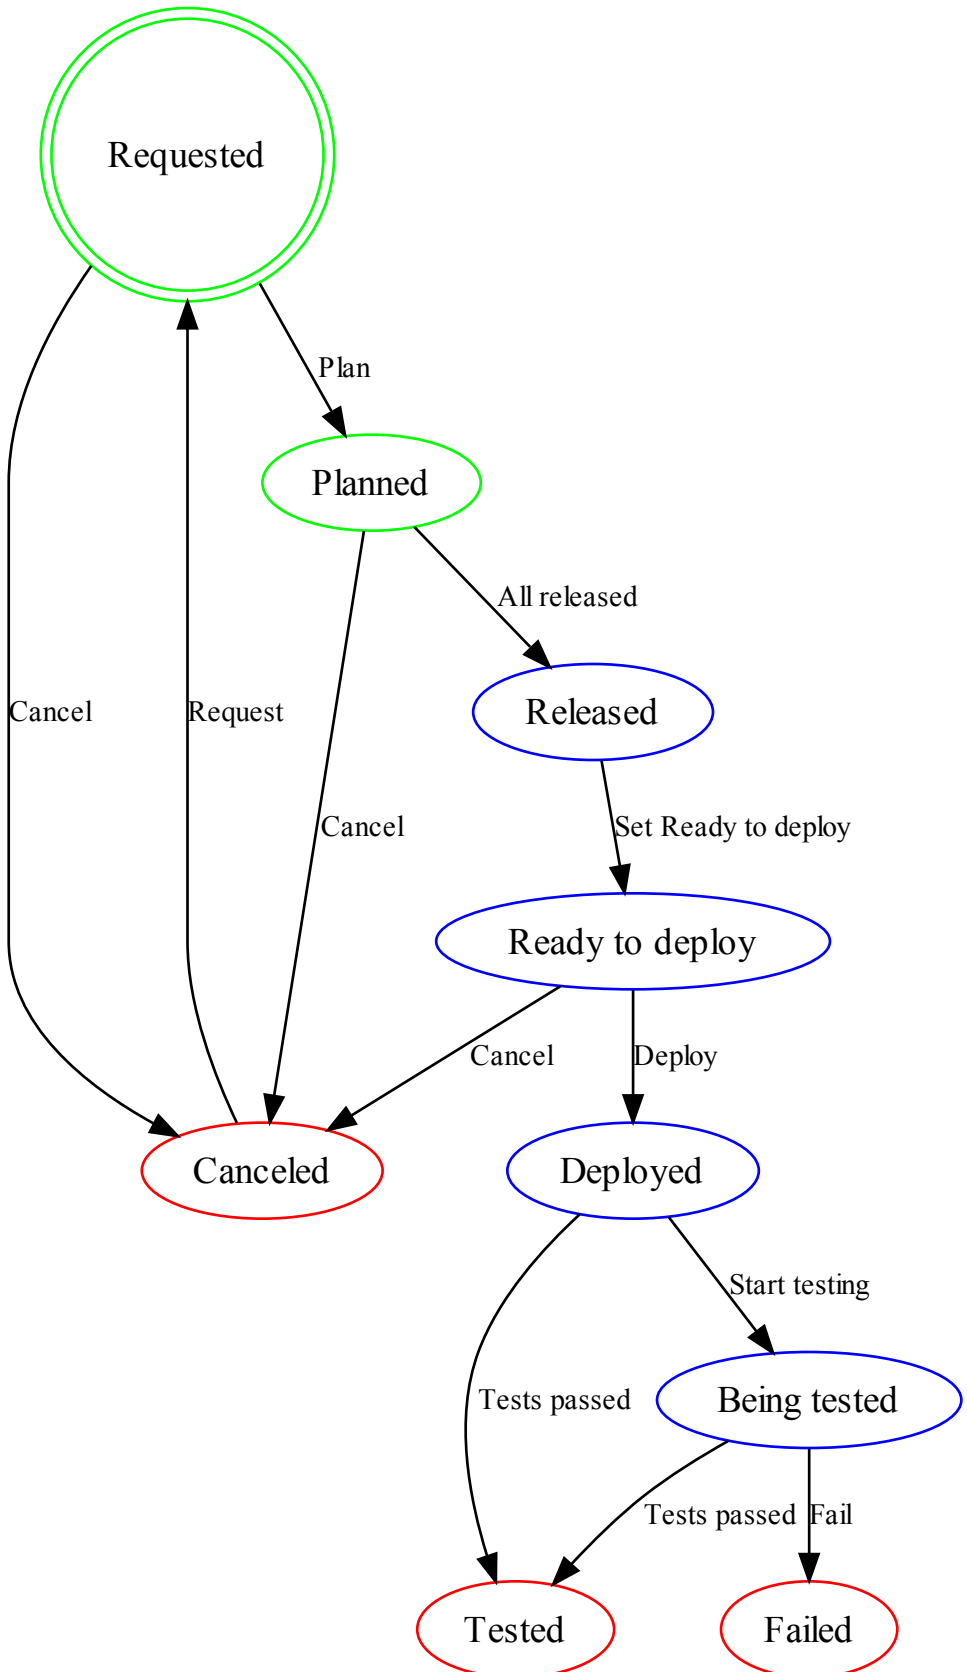 Requested
Plan
Planned
All released
Cancel
Request
Released
Cancel
Set Ready to deploy
Ready to deploy
Cancel
Deploy
Canceled
Deployed
Start testing
Tests passed
Being tested
Tests passed
Fail
Tested
Failed